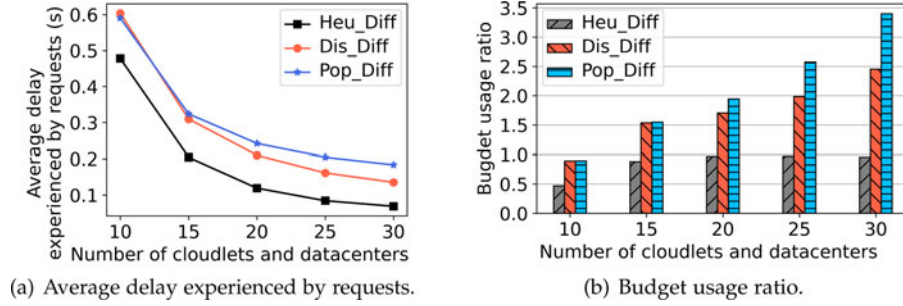 Average delay
experienced by requests (s)
0.6
0.5
0.4
0.3
0.2
0.1
Heu_Diff
Dis_Diff
Pop_Diff
10 15 20 25 30
Number of cloudlets and datacenters
(a) Average delay experienced by requests.
Bugdet usage ratio
3.5
3.0
2.5
2.0
1.5
1.0
0.5
0.0
Heu_Diff
Dis_Diff
Pop_Diff
10 15 20 25 30
Number of cloudlets and datacenters
(b) Budget usage ratio.